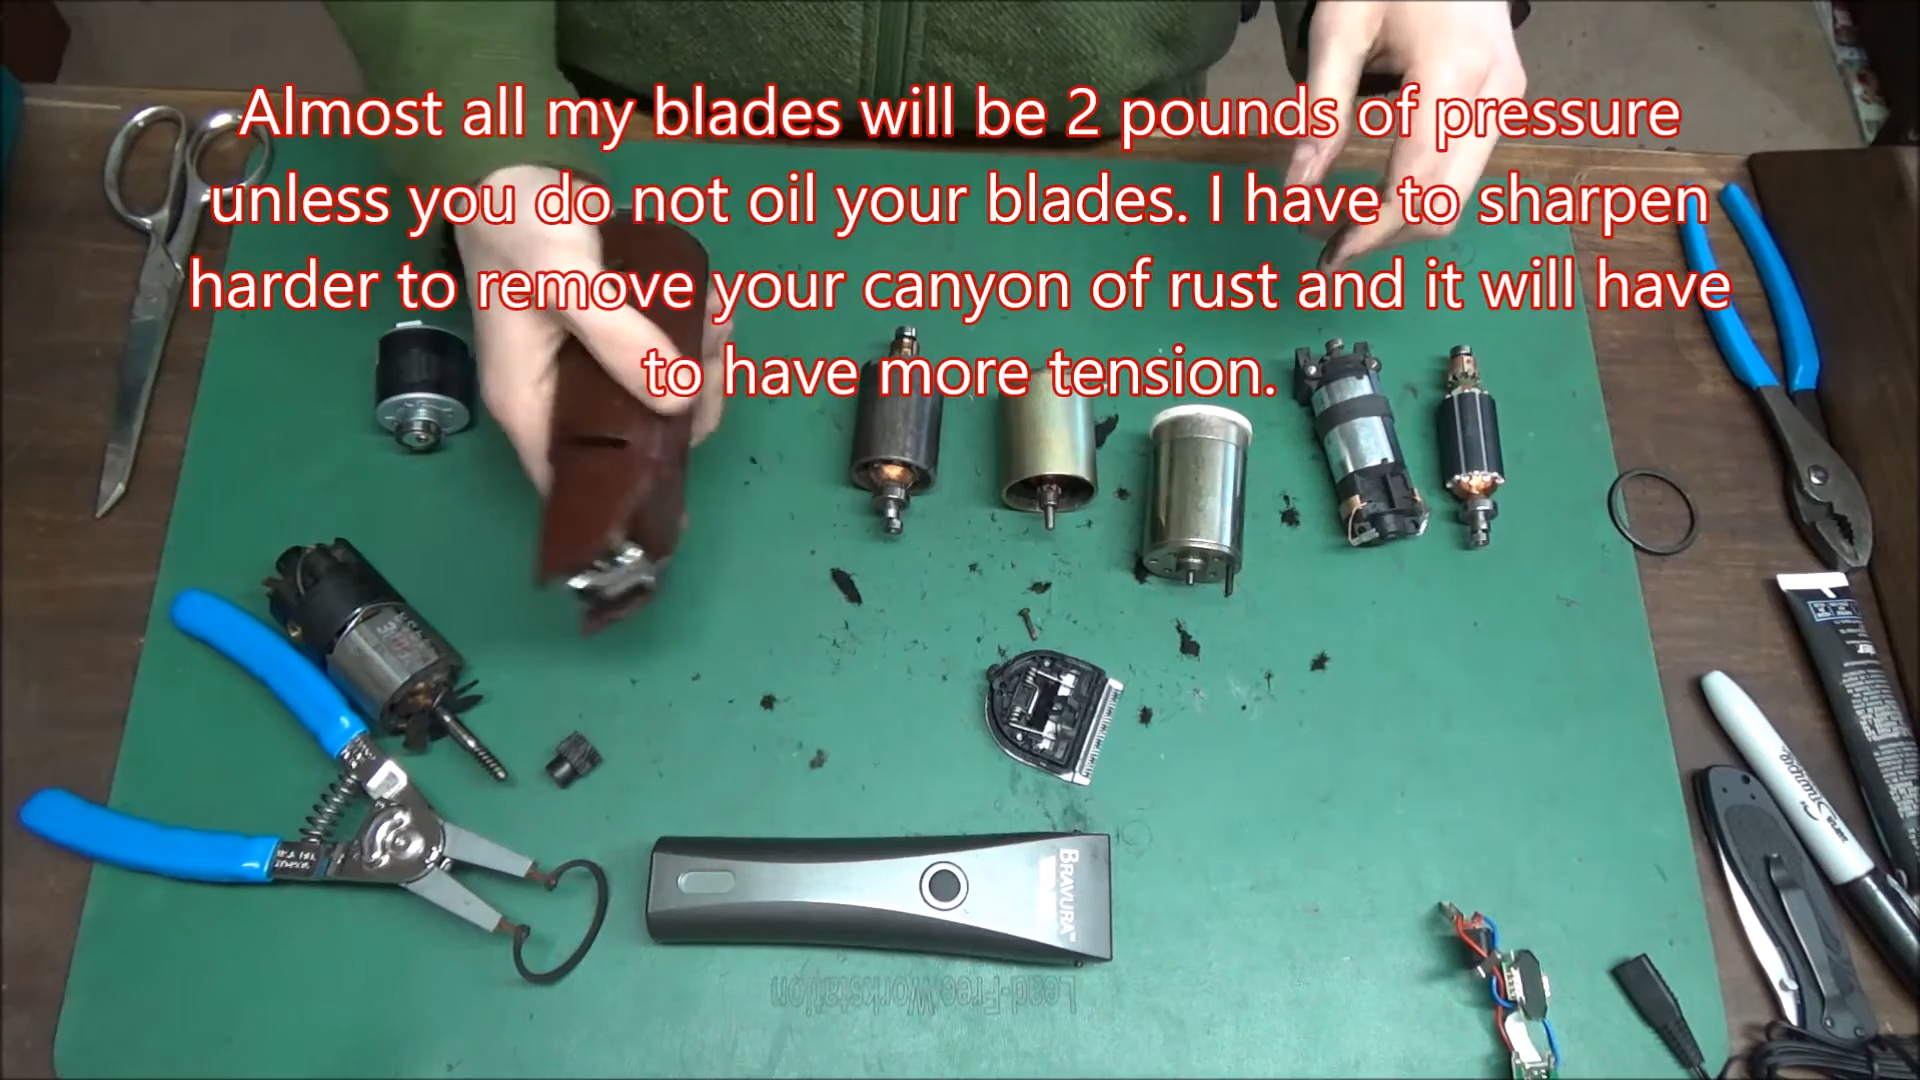 Almost all my blades will be 2 pounds of pressure
unless you do not oil your blades. I have to sharpen
harder to remove your canyon of rust and it will have
to have more tension.
BRAVURA™
Lead-Free Workstation
Sharpie